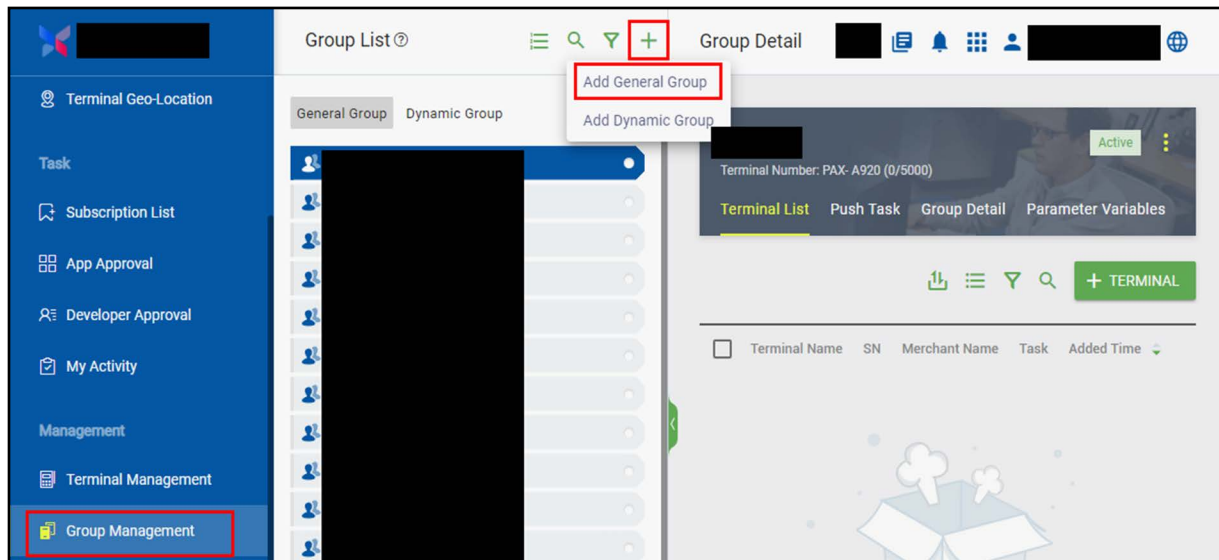 Group List
Group Detail
Add General Group
Add Dynamic Group
Terminal Geo-Location
General Group
Dynamic Group
Task
Active
Terminal Number: PAX- A920 (0/5000)
Subscription List
Terminal List
Push Task
Group Detail
Parameter Variables
App Approval
+ TERMINAL
Developer Approval
Terminal Name
SN
Merchant Name
Task
Added Time
My Activity
Management
Terminal Management
Group Management